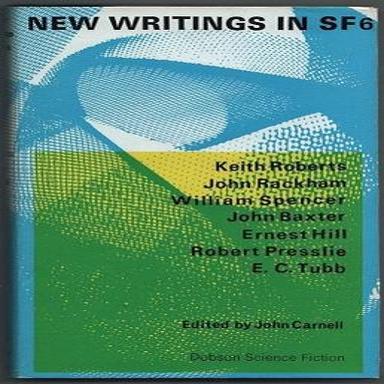 NEW WRITINGS IN SF6
Keith Roberts
John Rackham
William Spencer
John Baxter
Ernest Hill
Robert Presslie
E. C. Tubb
Edited by John Carnell
Dobson Science Fiction